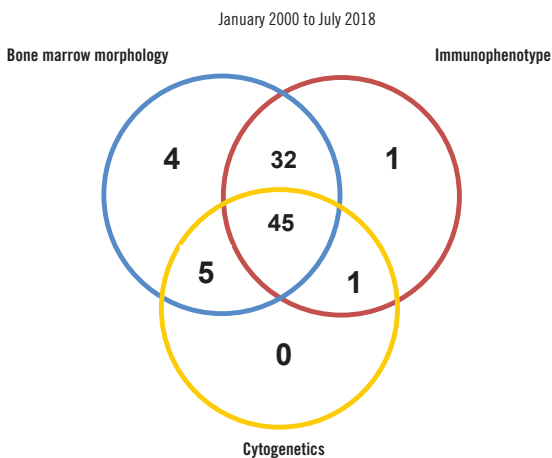 January 2000 to July 2018
Bone marrow morphology
Immunophenotype
4
32
1
45
5
1
0
Cytogenetics